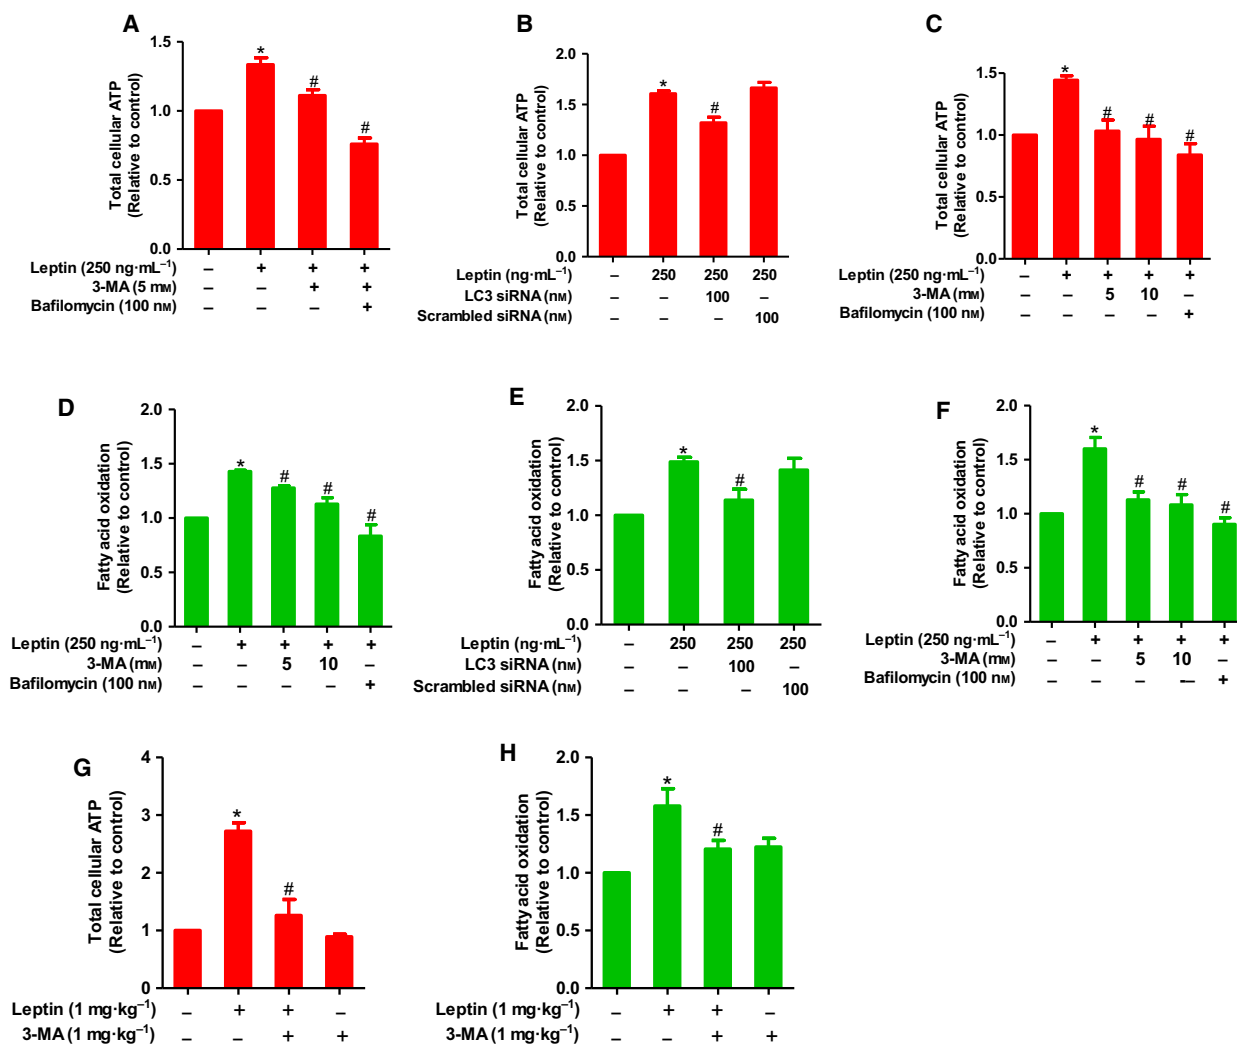 A
Total cellular ATP
(Relative to control)
1.5
1.0
0.5
0.0
*
#
#
Leptin (250 ng·mL⁻¹) – + + +
3-MA (5 mM) – – + +
Bafilomycin (100 nM) – – – +
B
Total cellular ATP
(Relative to control)
2.0
1.5
1.0
0.5
0.0
*
#
Leptin (ng·mL⁻¹) – 250 250 250
LC3 siRNA (nM) – – 100 –
Scrambled siRNA (nM) – – – 100
C
Total cellular ATP
(Relative to control)
1.5
1.0
0.5
0.0
*
#
#
#
Leptin (250 ng·mL⁻¹) – + + + +
3-MA (mM) – – 5 10 –
Bafilomycin (100 nM) – – – – +
D
Fatty acid oxidation
(Relative to control)
2.0
1.5
1.0
0.5
0.0
*
#
#
#
Leptin (250 ng·mL⁻¹) – + + + +
3-MA (mM) – – 5 10 –
Bafilomycin (100 nM) – – – – +
E
Fatty acid oxidation
(Relative to control)
2.0
1.5
1.0
0.5
0.0
*
#
Leptin (ng·mL⁻¹) – 250 250 250
LC3 siRNA (nM) – – 100 –
Scrambled siRNA (nM) – – – 100
F
Fatty acid oxidation
(Relative to control)
2.0
1.5
1.0
0.5
0.0
*
#
#
#
Leptin (250 ng·mL⁻¹) – + + + +
3-MA (mM) – – 5 10 –
Bafilomycin (100 nM) – – – -– +
G
Total cellular ATP
(Relative to control)
4
3
2
1
0
*
#
Leptin (1 mg·kg⁻¹) – + + –
3-MA (1 mg·kg⁻¹) – – + +
H
Fatty acid oxidation
(Relative to control)
2.0
1.5
1.0
0.5
0.0
*
#
Leptin (1 mg·kg⁻¹) – + + –
3-MA (1 mg·kg⁻¹) – – + +